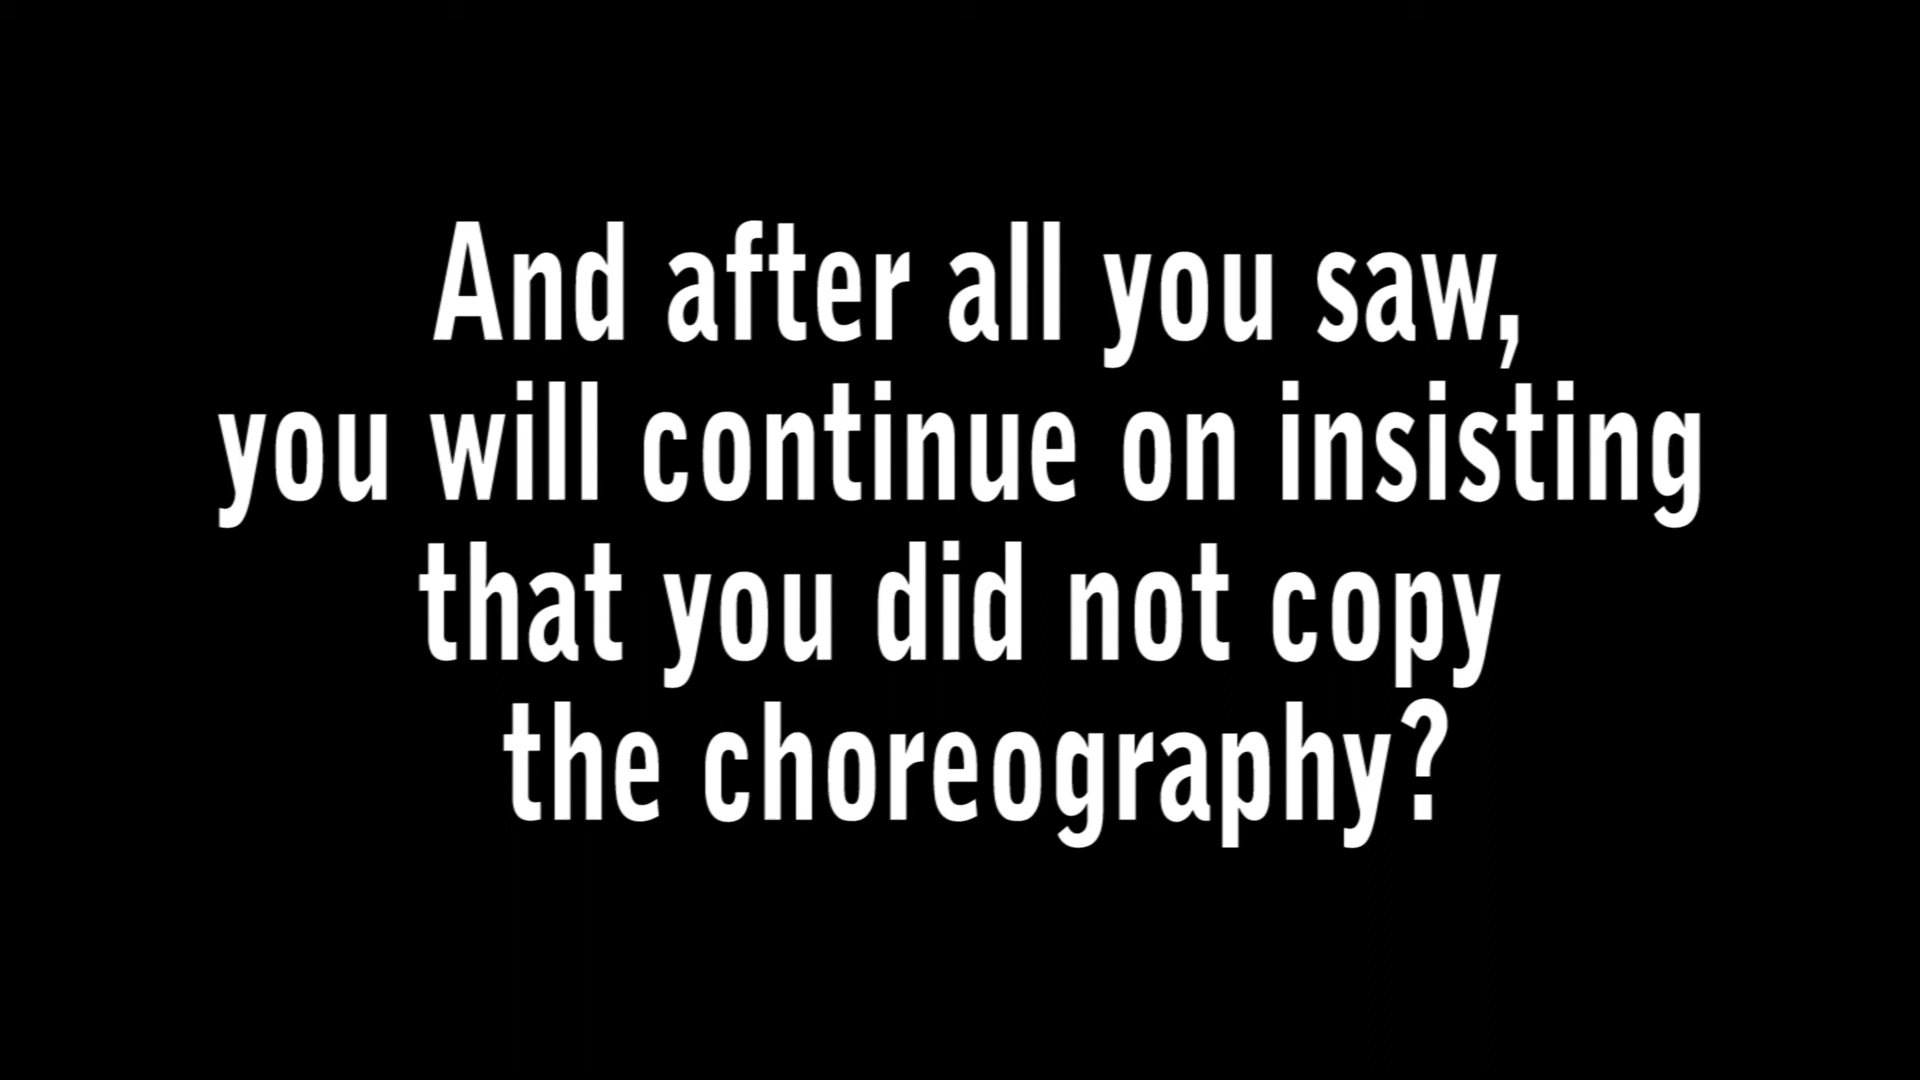 And after all you saw,
you will continue on insisting
that you did not copy
the choreography?